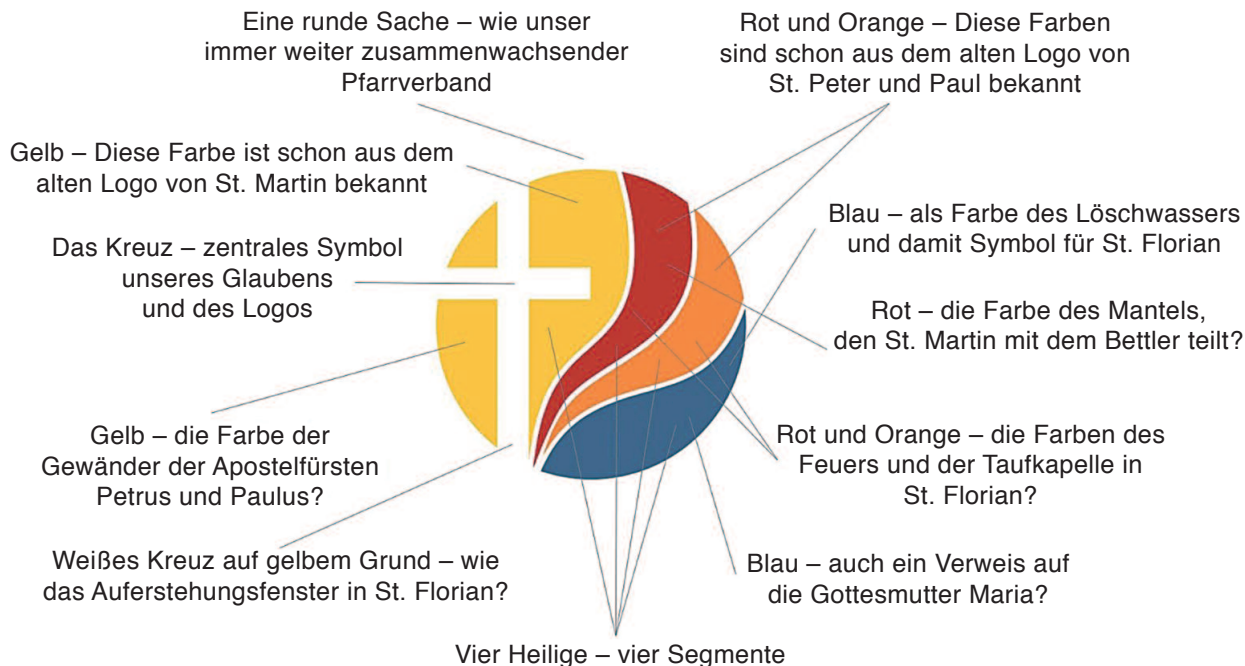 Eine runde Sache – wie unser
immer weiter zusammenwachsender
Pfarrverband
Rot und Orange – Diese Farben
sind schon aus dem alten Logo von
St. Peter und Paul bekannt
Gelb – Diese Farbe ist schon aus dem
alten Logo von St. Martin bekannt
Blau – als Farbe des Löschwassers
und damit Symbol für St. Florian
Das Kreuz – zentrales Symbol
unseres Glaubens
und des Logos
Rot – die Farbe des Mantels,
den St. Martin mit dem Bettler teilt?
Gelb – die Farbe der
Gewänder der Apostelfürsten
Petrus und Paulus?
Rot und Orange – die Farben des
Feuers und der Taufkapelle in
St. Florian?
Weißes Kreuz auf gelbem Grund – wie
das Auferstehungsfenster in St. Florian?
Blau – auch ein Verweis auf
die Gottesmutter Maria?
Vier Heilige – vier Segmente